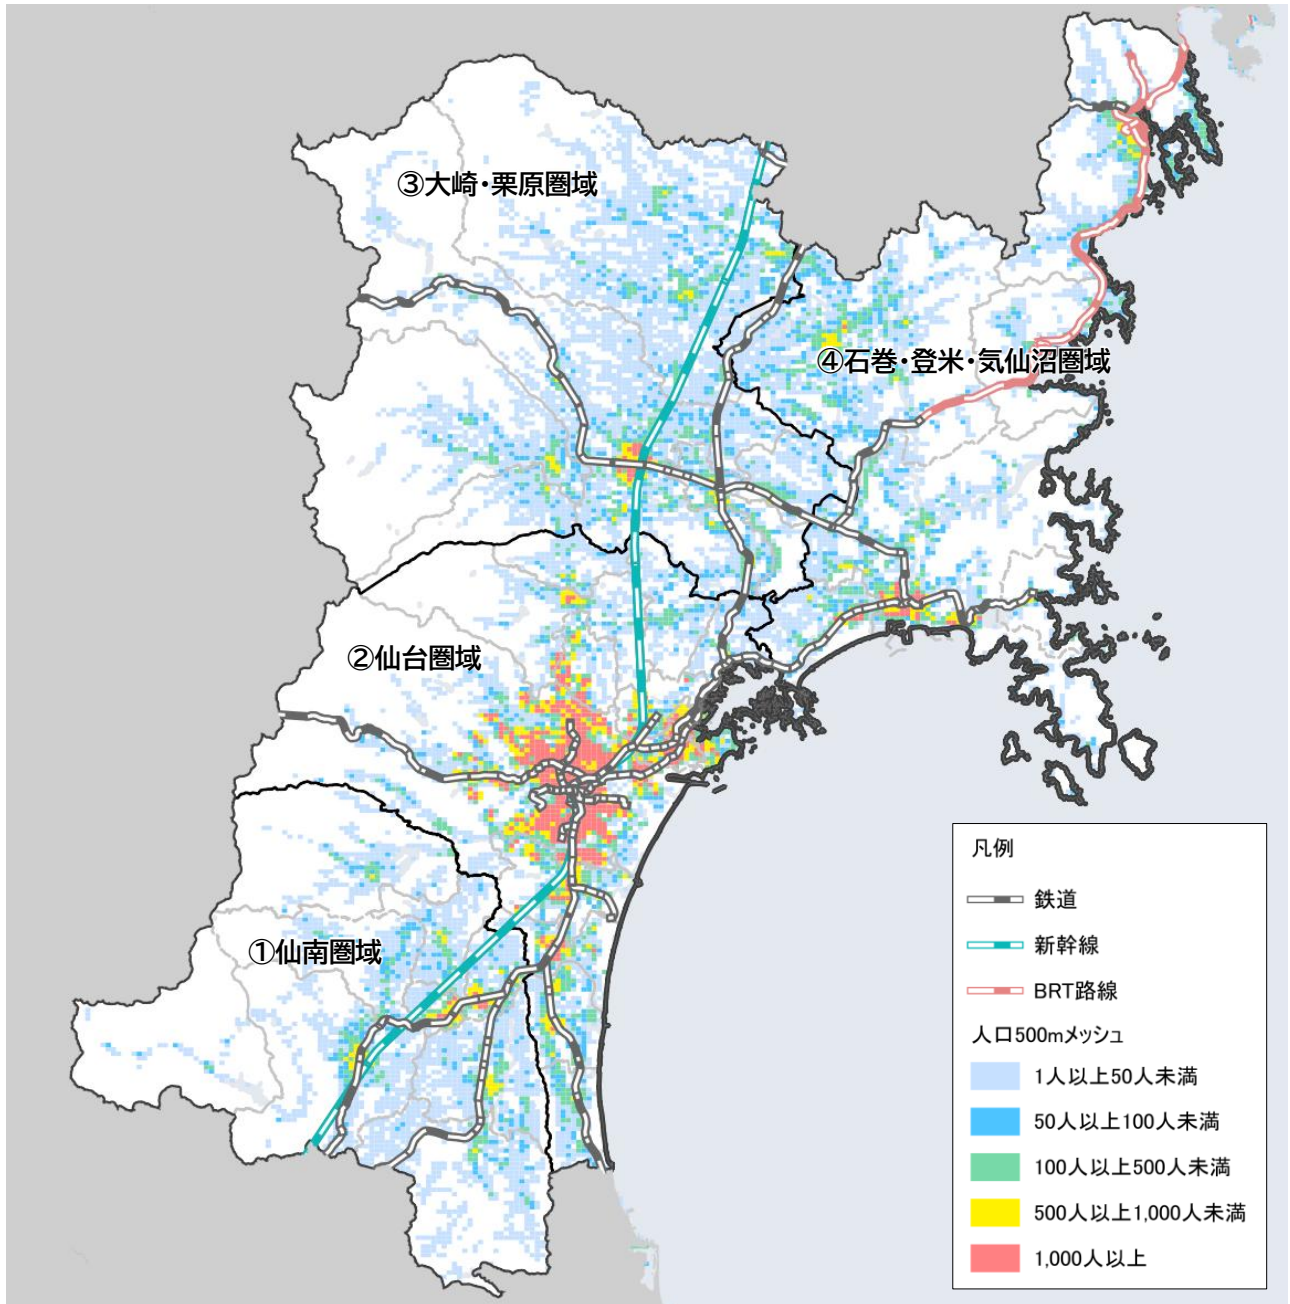 ③大崎・栗原圏域
④石巻・登米・気仙沼圏域
②仙台圏域
①仙南圏域
凡例
鉄道
新幹線
BRT路線
人口500mメッシュ
1人以上50人未満
50人以上100人未満
100人以上500人未満
500人以上1,000人未満
1,000人以上